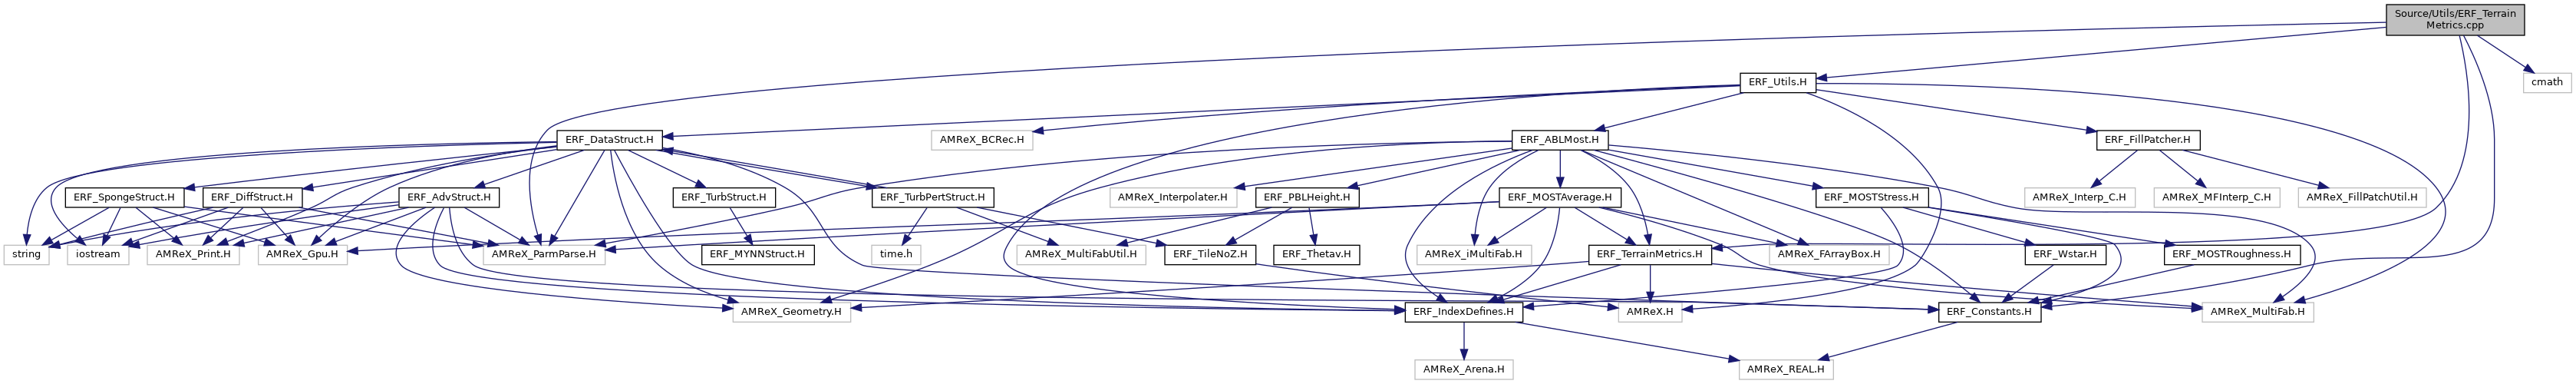 Source/Utils/ERF_Terrain
Metrics.cpp
ERF_Utils.H
cmath
ERF_DataStruct.H
AMReX_BCRec.H
ERF_ABLMost.H
ERF_FillPatcher.H
ERF_SpongeStruct.H
ERF_DiffStruct.H
ERF_AdvStruct.H
ERF_TurbStruct.H
ERF_TurbPertStruct.H
AMReX_Interpolater.H
ERF_PBLHeight.H
ERF_MOSTAverage.H
ERF_MOSTStress.H
AMReX_Interp_C.H
AMReX_MFInterp_C.H
AMReX_FillPatchUtil.H
string
iostream
AMReX_Print.H
AMReX_Gpu.H
AMReX_ParmParse.H
ERF_MYNNStruct.H
time.h
AMReX_MultiFabUtil.H
ERF_TileNoZ.H
ERF_Thetav.H
AMReX_iMultiFab.H
ERF_TerrainMetrics.H
AMReX_FArrayBox.H
ERF_Wstar.H
ERF_MOSTRoughness.H
AMReX_Geometry.H
ERF_IndexDefines.H
AMReX.H
ERF_Constants.H
AMReX_MultiFab.H
AMReX_Arena.H
AMReX_REAL.H